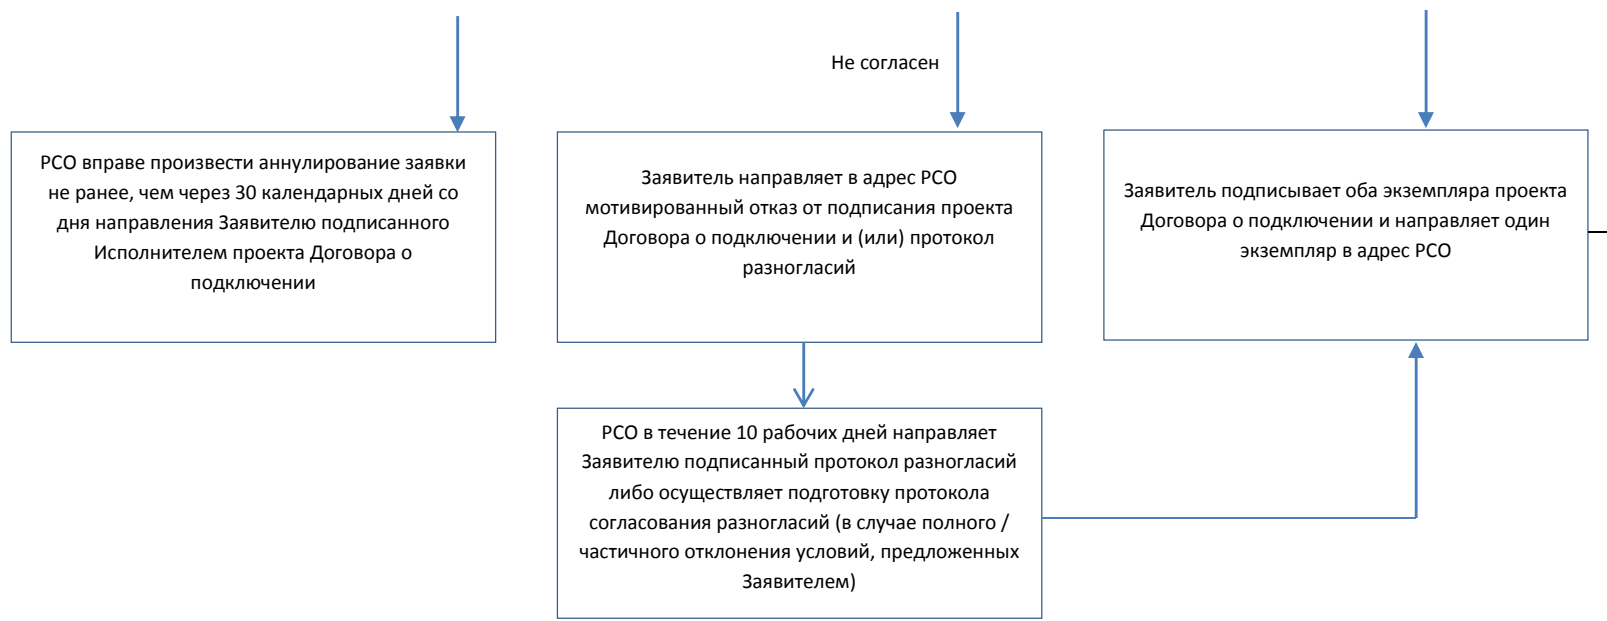 Не согласен
РСО вправе произвести аннулирование заявки
не ранее, чем через 30 календарных дней со
дня направления Заявителю подписанного
Исполнителем проекта Договора о
подключении
Заявитель направляет в адрес РСО
мотивированный отказ от подписания проекта
Договора о подключении и (или) протокол
разногласий
Заявитель подписывает оба экземпляра проекта
Договора о подключении и направляет один
экземпляр в адрес РСО
РСО в течение 10 рабочих дней направляет
Заявителю подписанный протокол разногласий
либо осуществляет подготовку протокола
согласования разногласий (в случае полного /
частичного отклонения условий, предложенных
Заявителем)